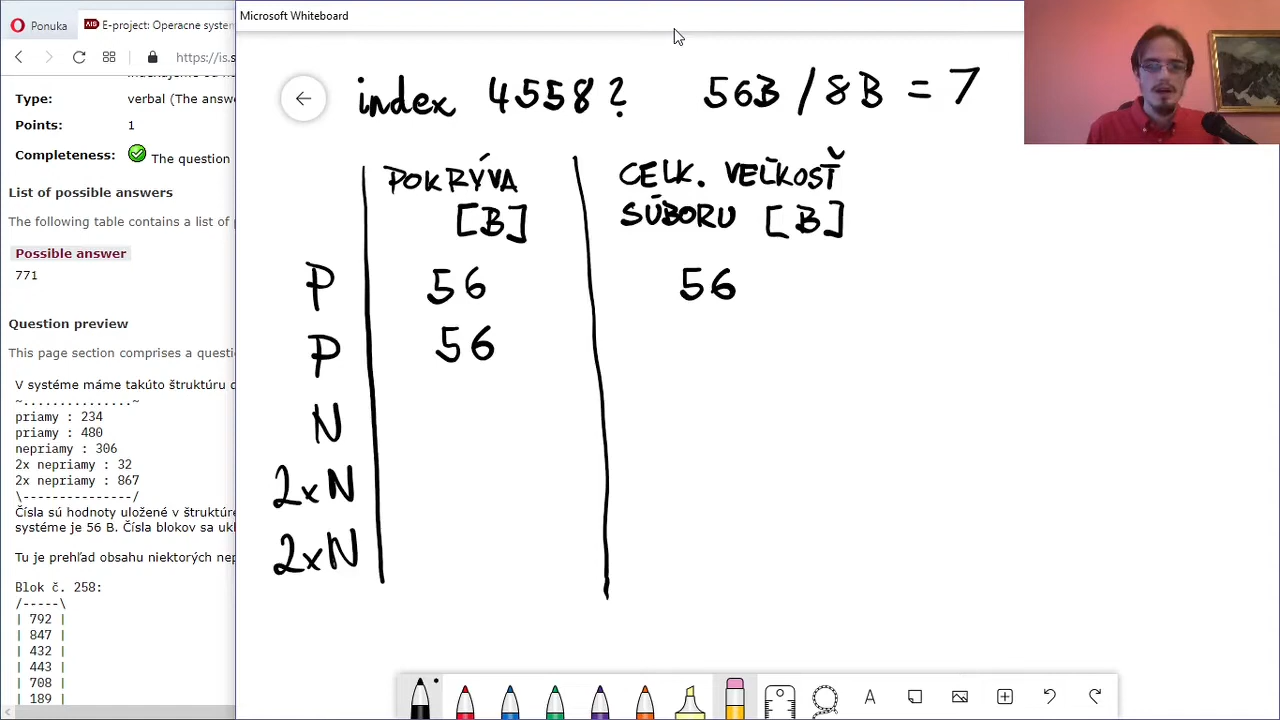 Microsoft Whiteboard
Ponuka
E-project: Operacne system
https://is.s
index 4558? 56B / 8B = 7
Type: verbal (The answe
Points: 1
Completeness: The question
List of possible answers
The following table contains a list of p
Possible answer
771
Question preview
This page section comprises a questi
V systéme máme takúto štruktúru o
~..............~
priamy : 234
priamy : 480
nepriamy : 306
2x nepriamy : 32
2x nepriamy : 867
\---------------/
Čísla sú hodnoty uložené v štruktúre
systéme je 56 B. Čísla blokov sa ukl
Tu je prehľad obsahu niektorých nep
Blok č. 258:
/-----\
| 792 |
| 847 |
| 432 |
| 443 |
| 708 |
| 189 |
POKRÝVA [B]
CELK. VEĽKOSŤ
SÚBORU [B]
P 56 56
P 56
N
2xN
2xN
A